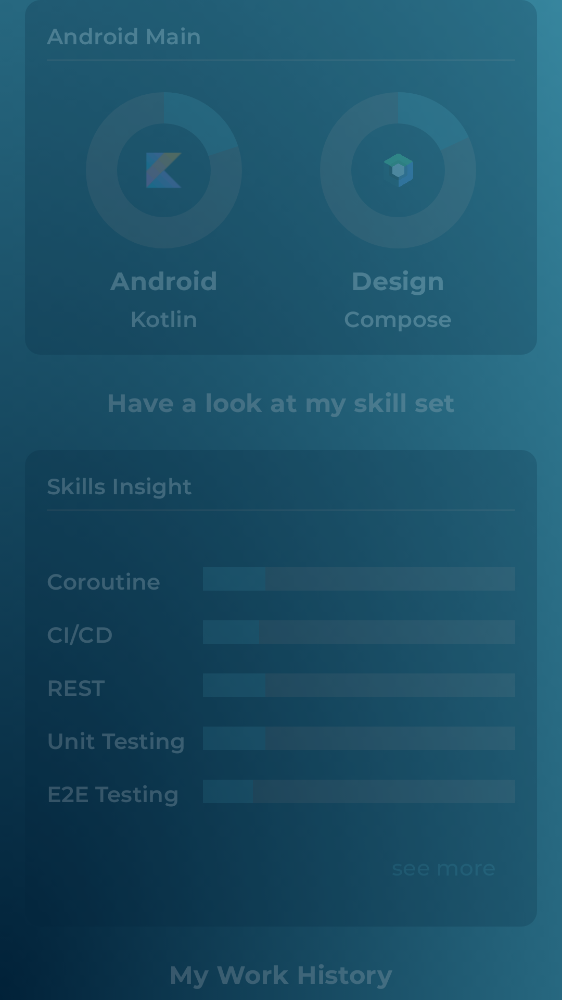 Android Main
Android
Design
Kotlin
Compose
Have a look at my skill set
Skills Insight
Coroutine
CI/CD
REST
Unit Testing
E2E Testing
see more
My Work History